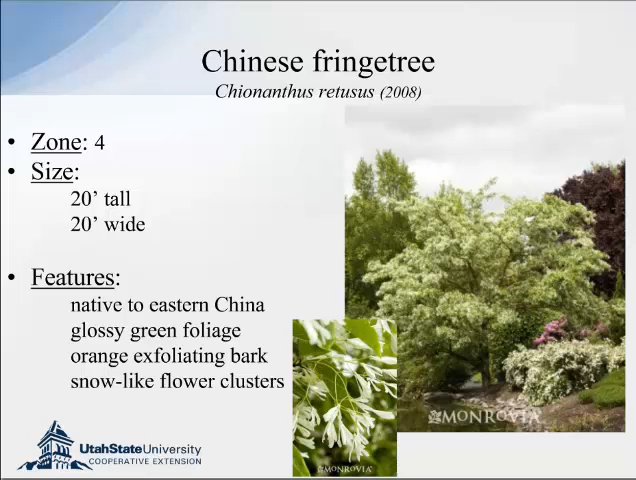 Chinese fringetree
Chionanthus retusus (2008)
• Zone: 4
• Size:
20’ tall
20’ wide
• Features:
native to eastern China
glossy green foliage
orange exfoliating bark
snow-like flower clusters
MONROVIA
©MONROVIA®
UtahStateUniversity
COOPERATIVE EXTENSION